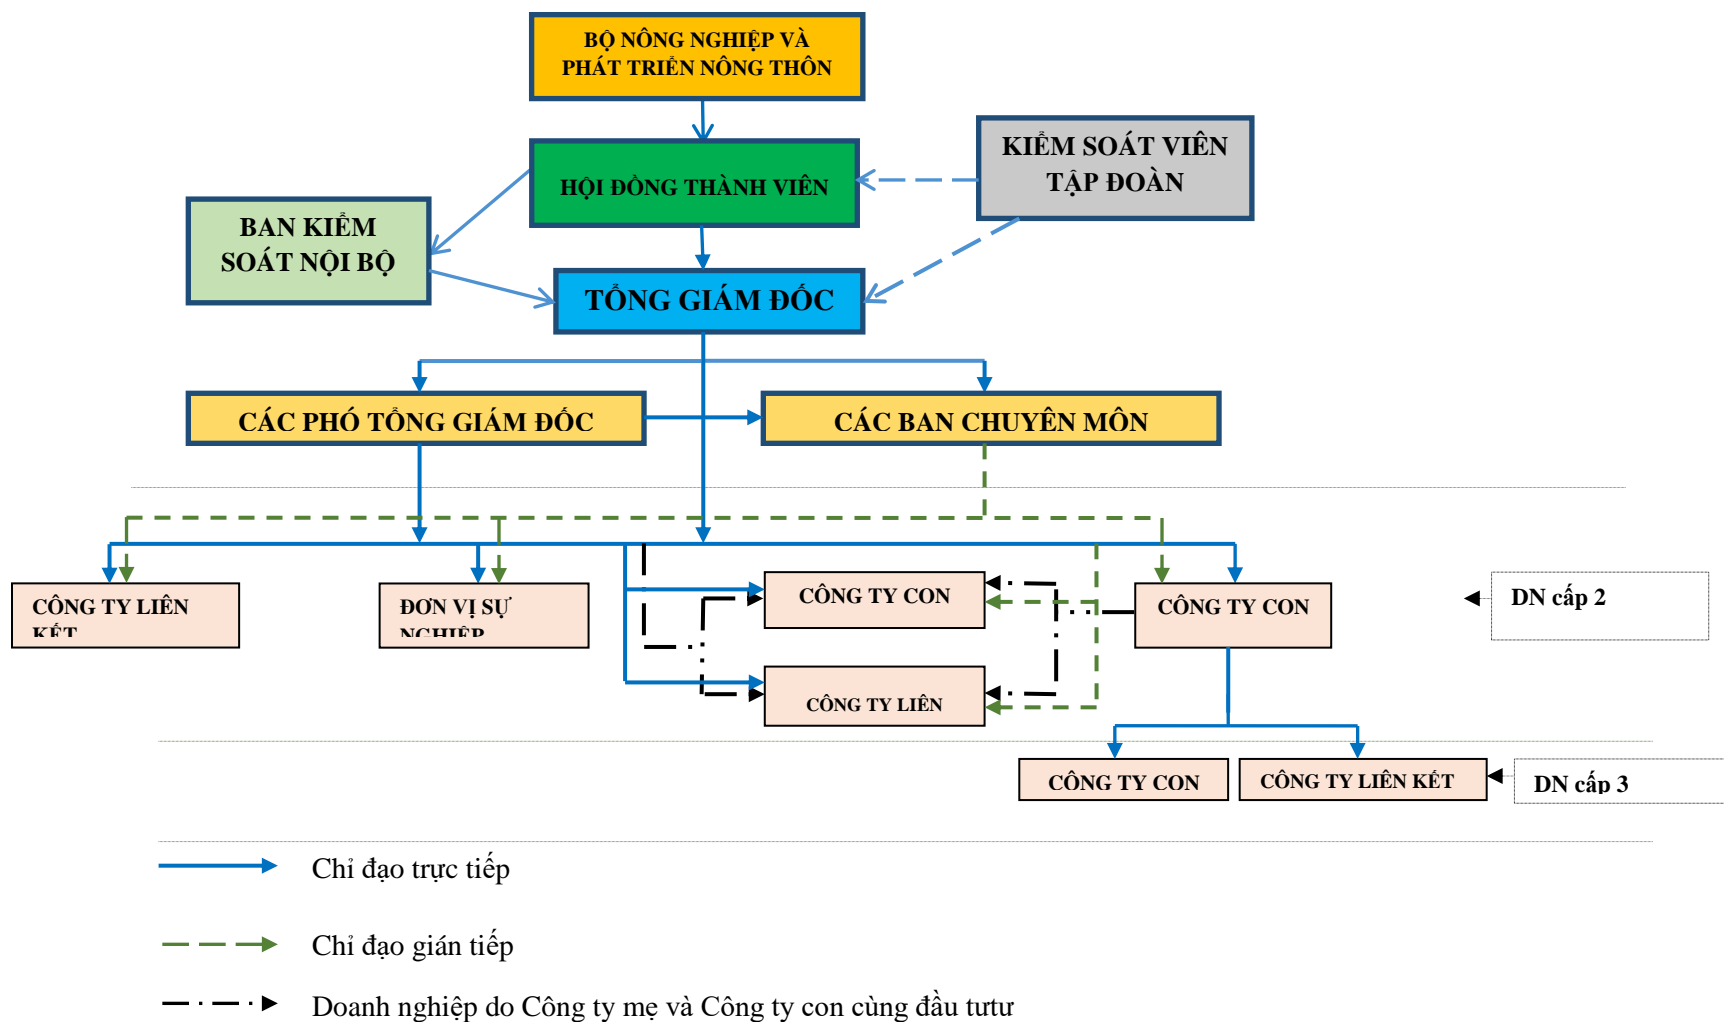 BỘ NÔNG NGHIỆP VÀ
PHÁT TRIỂN NÔNG THÔN
KIỂM SOÁT VIÊN
TẬP ĐOÀN
HỘI ĐỒNG THÀNH VIÊN
BAN KIỂM
SOÁT NỘI BỘ
TỔNG GIÁM ĐỐC
CÁC PHÓ TỔNG GIÁM ĐỐC
CÁC BAN CHUYÊN MÔN
CÔNG TY LIÊN
KẾT
ĐƠN VỊ SỰ
NGHIỆP
CÔNG TY CON
CÔNG TY CON
DN cấp 2
CÔNG TY LIÊN
CÔNG TY CON
CÔNG TY LIÊN KẾT
DN cấp 3
Chỉ đạo trực tiếp
Chỉ đạo gián tiếp
Doanh nghiệp do Công ty mẹ và Công ty con cùng đầu tưtư